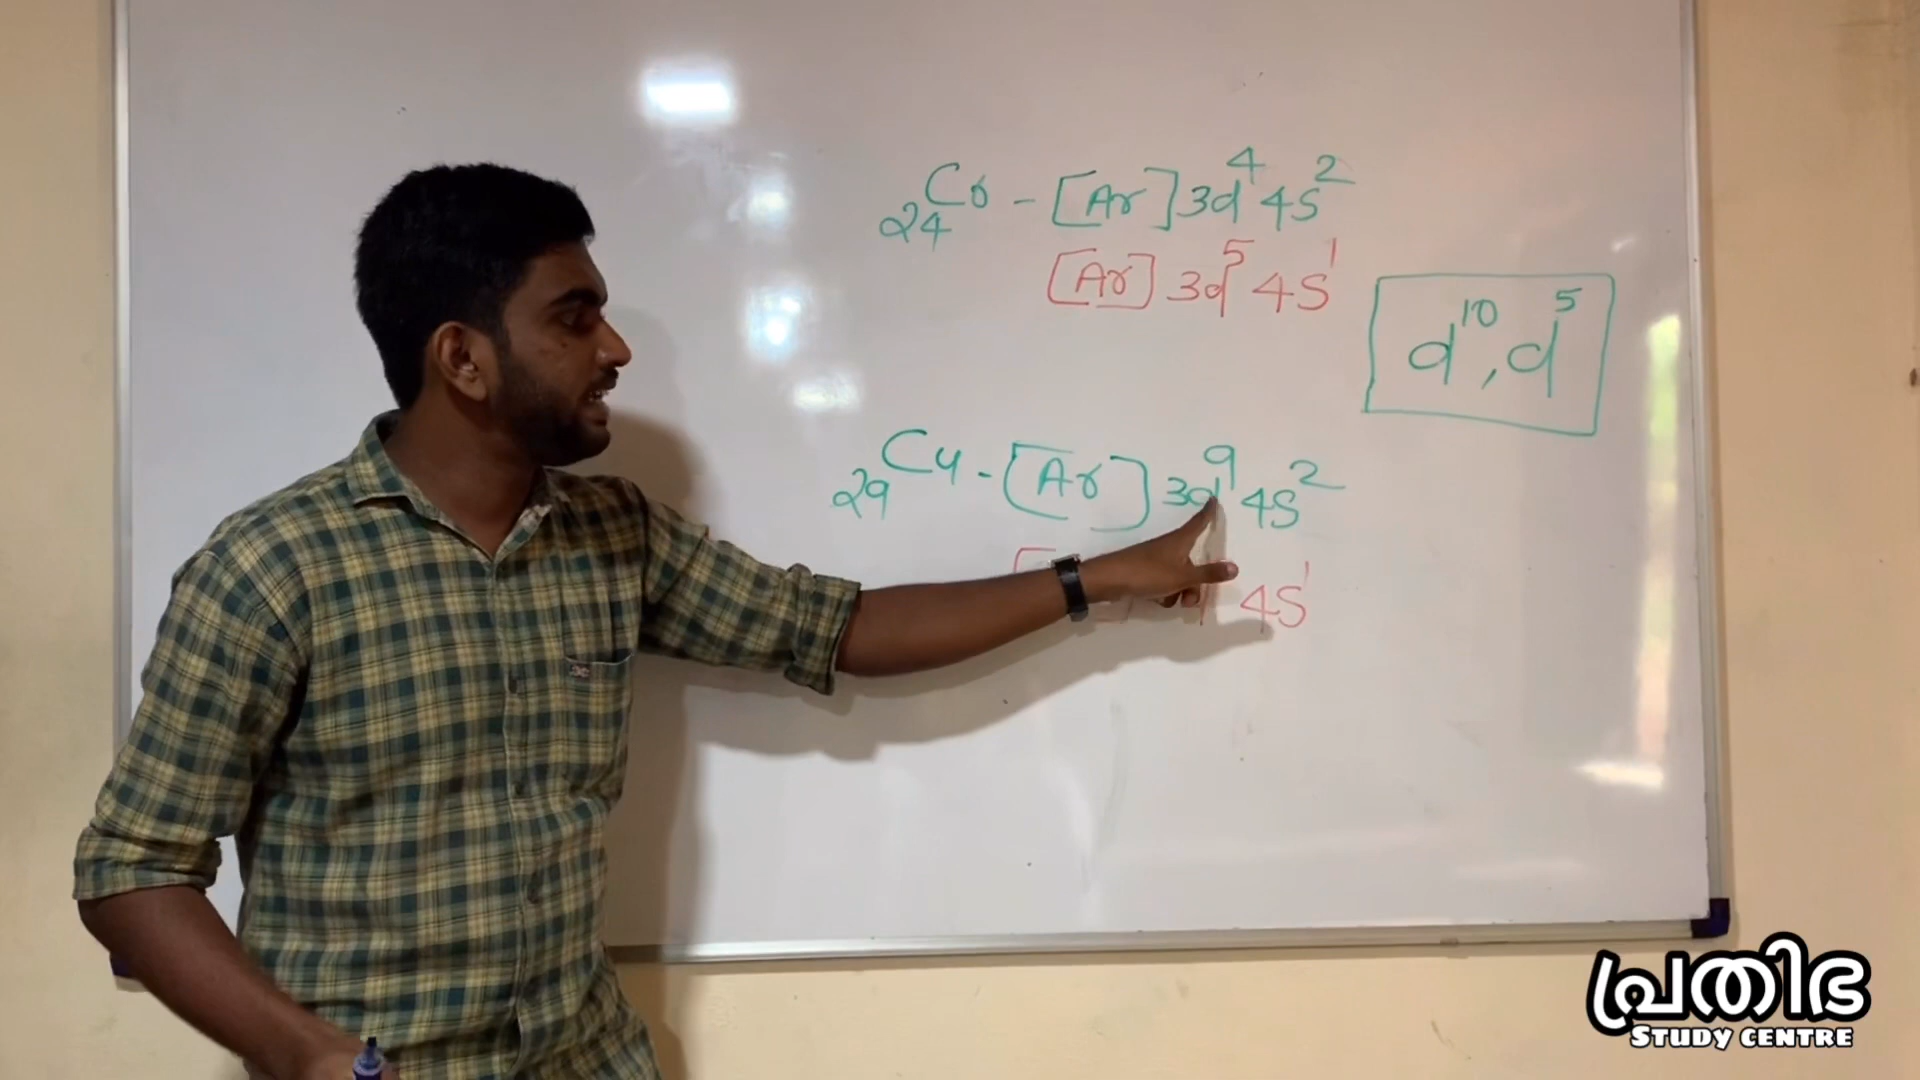 24Cr - [Ar] 3d⁴ 4s²
[Ar] 3d⁵ 4s¹
d¹⁰, d⁵
29Cu - [Ar] 3d⁹ 4s²
4s¹
പ്രതിഭ
STUDY CENTRE